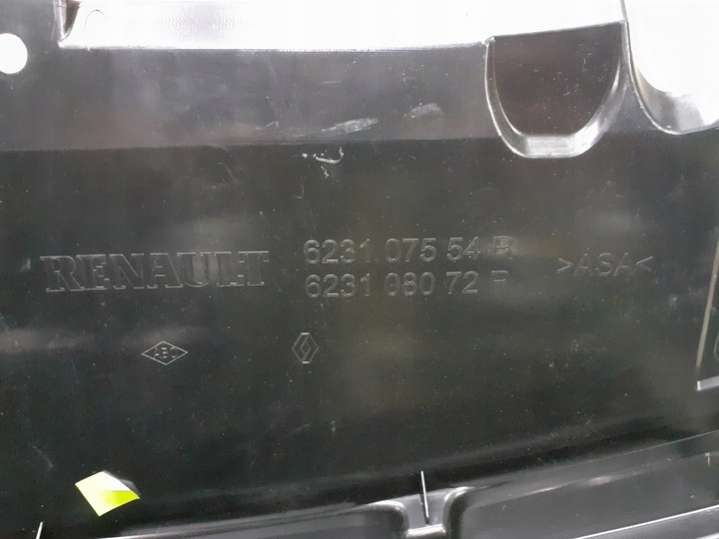 RENAULT 6231 075 54 R
6231 080 72 R
>ASA<